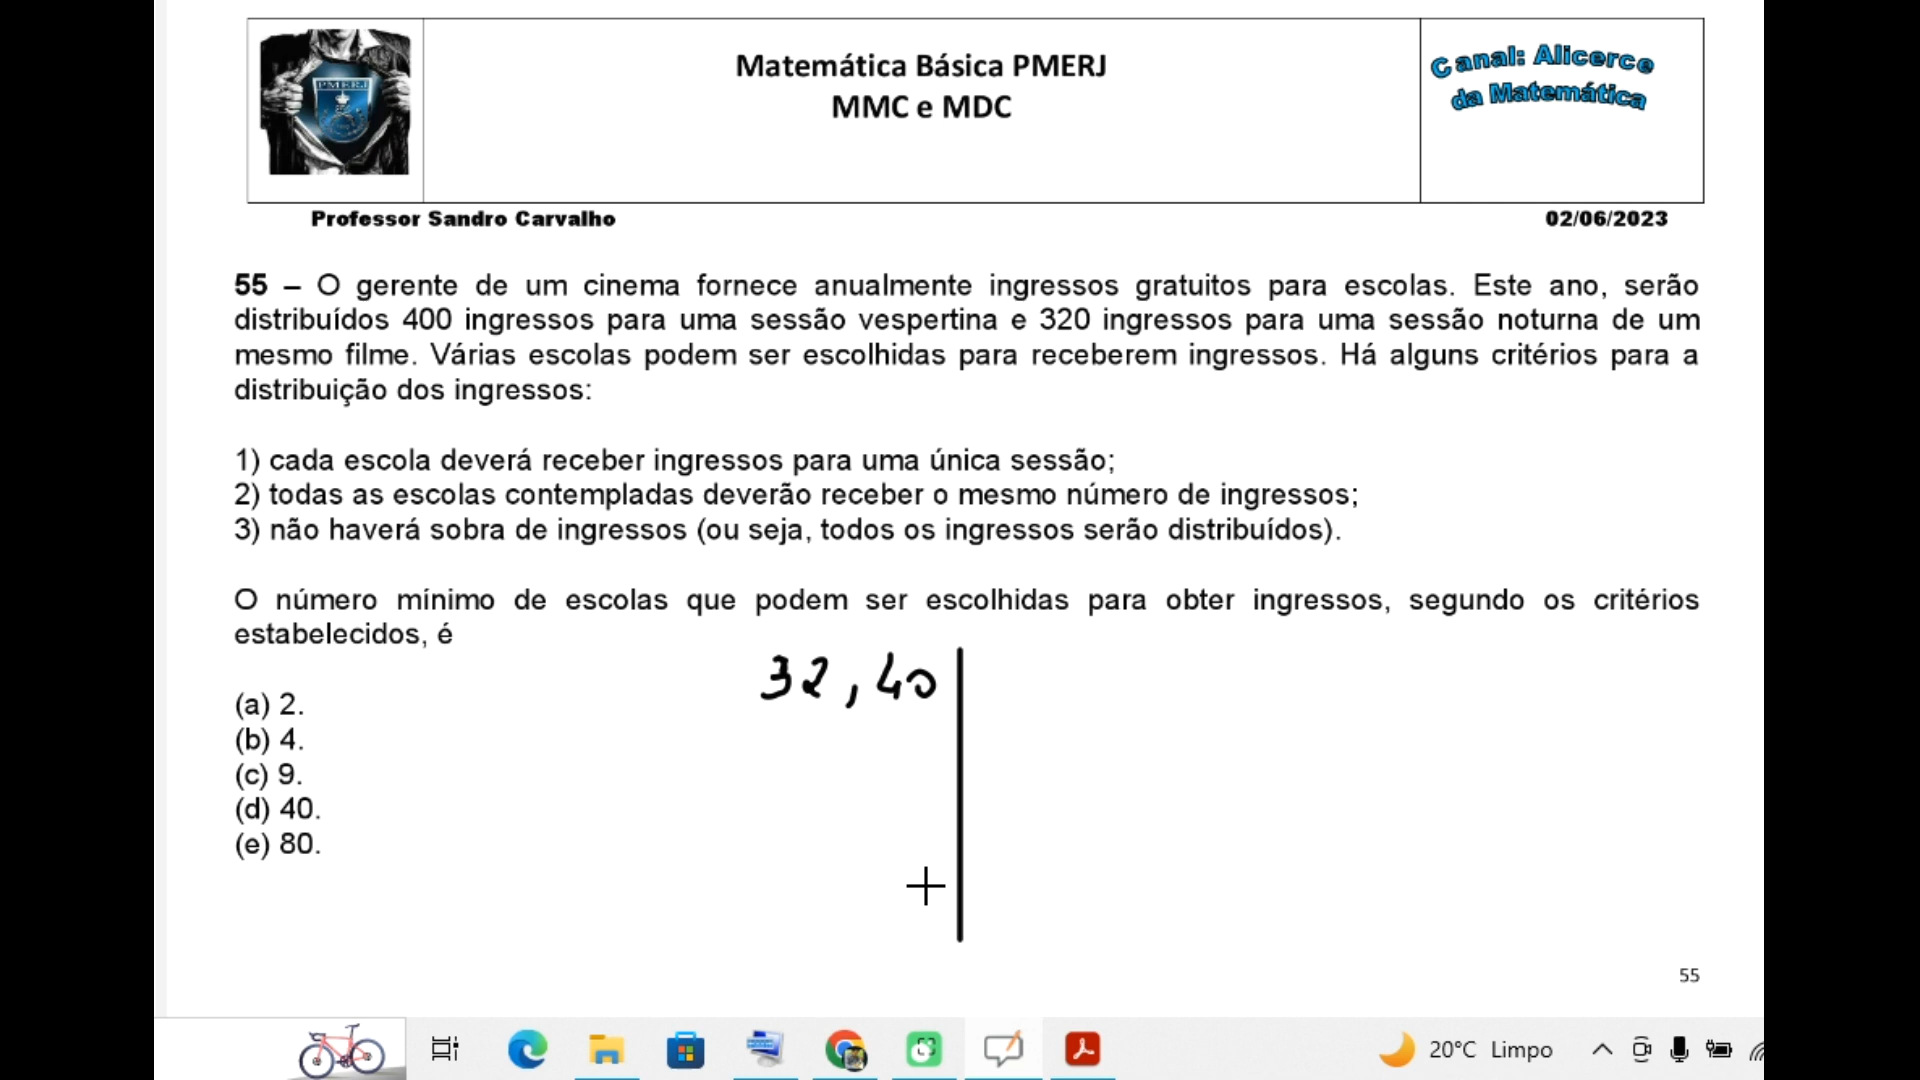 PMERJ
Matemática Básica PMERJ
MMC e MDC
Canal: Alicerce
da Matemática
Professor Sandro Carvalho
02/06/2023
55 – O gerente de um cinema fornece anualmente ingressos gratuitos para escolas. Este ano, serão
distribuídos 400 ingressos para uma sessão vespertina e 320 ingressos para uma sessão noturna de um
mesmo filme. Várias escolas podem ser escolhidas para receberem ingressos. Há alguns critérios para a
distribuição dos ingressos:
1) cada escola deverá receber ingressos para uma única sessão;
2) todas as escolas contempladas deverão receber o mesmo número de ingressos;
3) não haverá sobra de ingressos (ou seja, todos os ingressos serão distribuídos).
O número mínimo de escolas que podem ser escolhidas para obter ingressos, segundo os critérios
estabelecidos, é
32, 40
(a) 2.
(b) 4.
(c) 9.
(d) 40.
(e) 80.
55
20°C Limpo